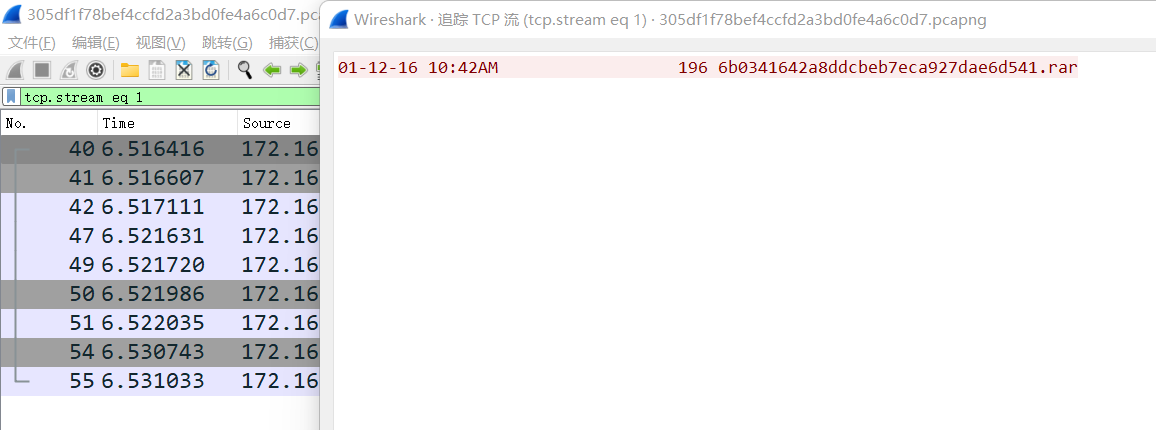 305df1f78bef4ccfd2a3bd0fe4a6c0d7.pca
文件(F) 编辑(E) 视图(V) 跳转(G) 捕获(C)
tcp.stream eq 1
No. Time Source
40 6.516416 172.16
41 6.516607 172.16
42 6.517111 172.16
47 6.521631 172.16
49 6.521720 172.16
50 6.521986 172.16
51 6.522035 172.16
54 6.530743 172.16
55 6.531033 172.16
Wireshark · 追踪 TCP 流 (tcp.stream eq 1) · 305df1f78bef4ccfd2a3bd0fe4a6c0d7.pcapng
01-12-16 10:42AM 196 6b0341642a8ddcbeb7eca927dae6d541.rar